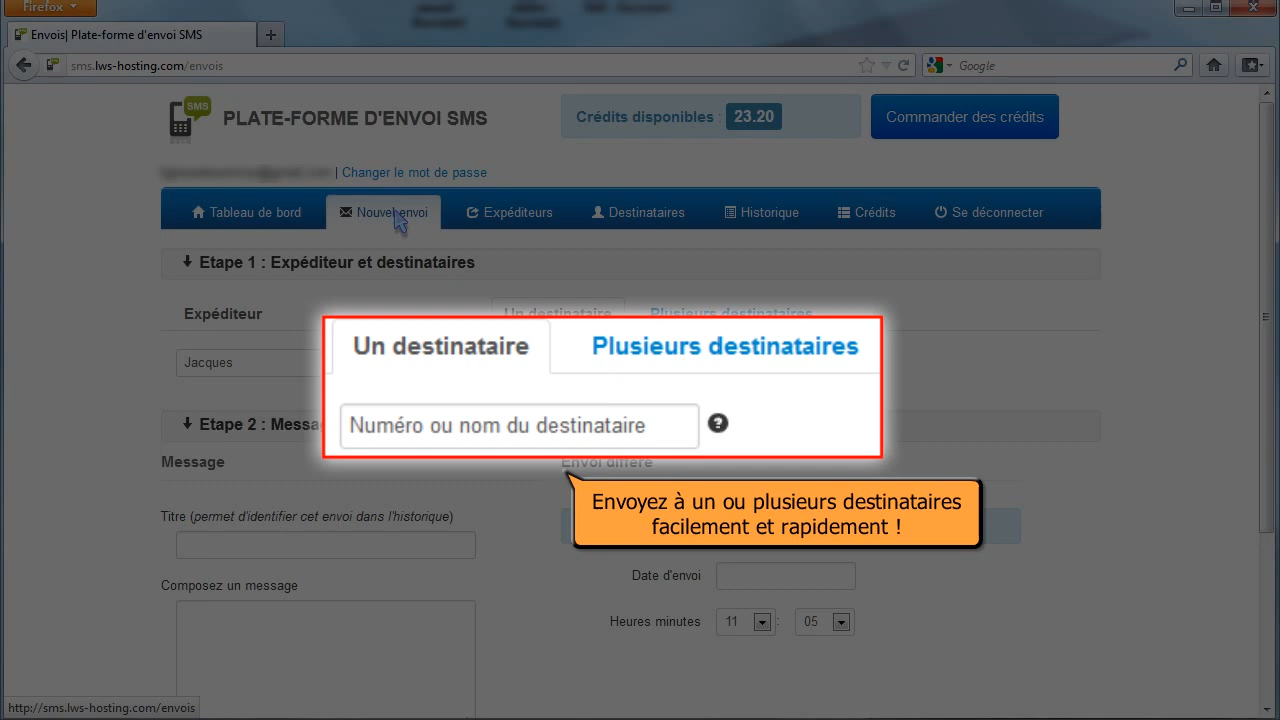 Firefox
Envois| Plate-forme d'envoi SMS
sms.lws-hosting.com/envois
Google
SMS
PLATE-FORME D'ENVOI SMS
Crédits disponibles : 23.20
Commander des crédits
| Changer le mot de passe
Tableau de bord
Nouvel envoi
Expéditeurs
Destinataires
Historique
Crédits
Se déconnecter
Etape 1 : Expéditeur et destinataires
Expéditeur
Un destinataire
Plusieurs destinataires
Jacques
Un destinataire
Plusieurs destinataires
Numéro ou nom du destinataire
?
Etape 2 : Messa
Message
Envoi différé
Envoyez à un ou plusieurs destinataires
facilement et rapidement !
Titre (permet d'identifier cet envoi dans l'historique)
Composez un message
Date d'envoi
Heures minutes
11
:
05
http://sms.lws-hosting.com/envois